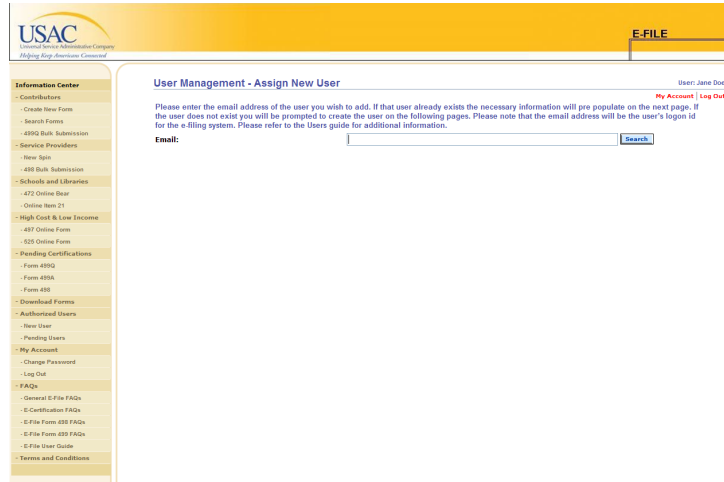 USAC
Universal Service Administrative Company
Helping Keep Americans Connected
E-FILE
Information Center
- Contributors
- Create New Form
- Search Forms
- 499Q Bulk Submission
- Service Providers
- New Spin
- 498 Bulk Submission
- Schools and Libraries
- 472 Online Bear
- Online Item 21
- High Cost & Low Income
- 497 Online Form
- 525 Online Form
- Pending Certifications
- Form 499Q
- Form 499A
- Form 498
- Download Forms
- Authorized Users
- New User
- Pending Users
- My Account
- Change Password
- Log Out
- FAQs
- General E-File FAQs
- E-Certification FAQs
- E-File Form 498 FAQs
- E-File Form 499 FAQs
- E-File User Guide
- Terms and Conditions
User Management - Assign New User
User: Jane Doe
My Account | Log Out
Please enter the email address of the user you wish to add. If that user already exists the necessary information will pre populate on the next page. If
the user does not exist you will be prompted to create the user on the following pages. Please note that the email address will be the user's logon id
for the e-filing system. Please refer to the Users guide for additional information.
Email:
Search